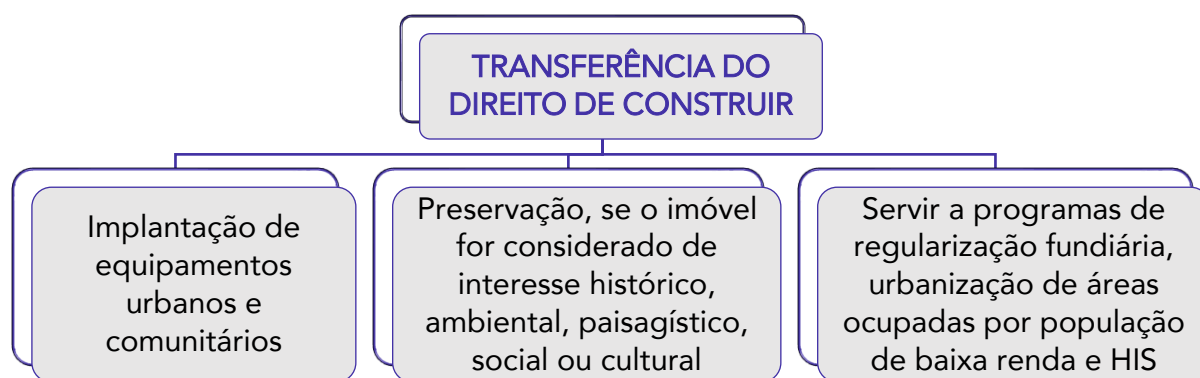 TRANSFERÊNCIA DO
DIREITO DE CONSTRUIR
Implantação de
equipamentos
urbanos e
comunitários
Preservação, se o imóvel
for considerado de
interesse histórico,
ambiental, paisagístico,
social ou cultural
Servir a programas de
regularização fundiária,
urbanização de áreas
ocupadas por população
de baixa renda e HIS